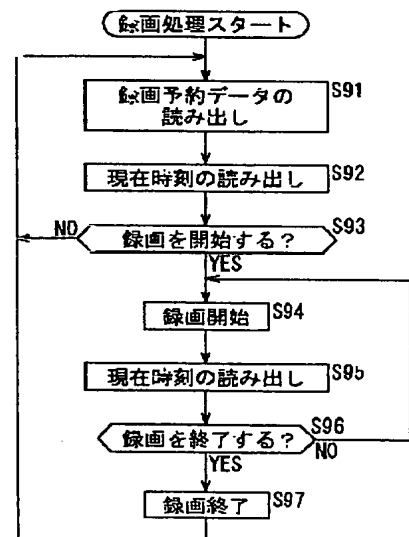 録画処理スタート
録画予約データの
読み出し
S91
現在時刻の読み出し
S92
録画を開始する?
S93
NO
YES
録画開始
S94
現在時刻の読み出し
S95
録画を終了する?
S96
NO
YES
録画終了
S97